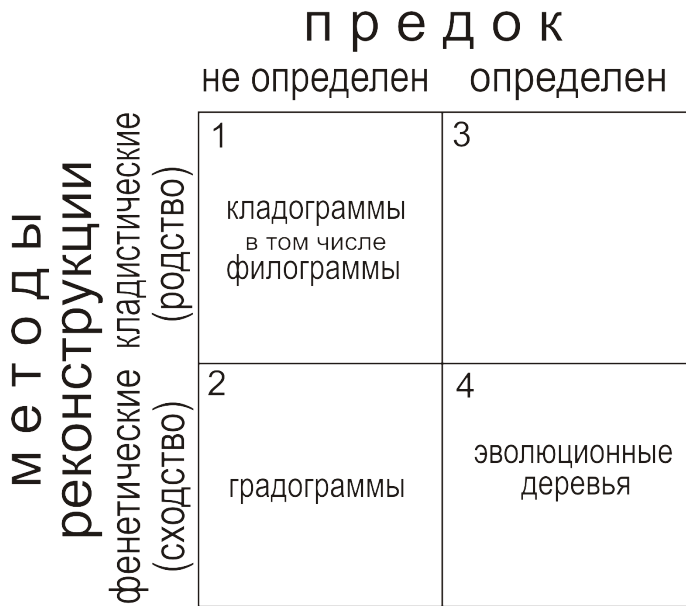 предок
не определен
определен
методы
реконструкции
кладистические
(родство)
фенетические
(сходство)
1
кладограммы
в том числе
филограммы
3
2
градограммы
4
эволюционные
деревья